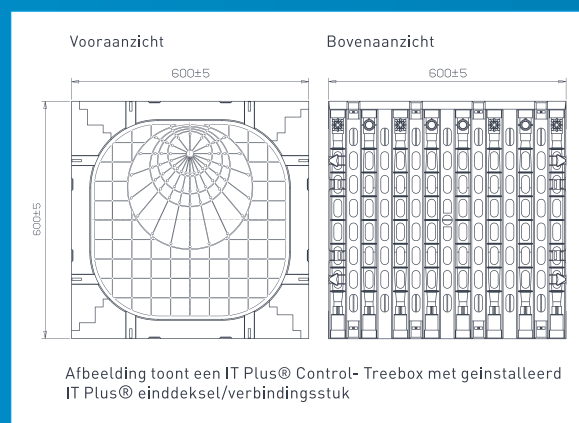 Vooraanzicht
Bovenaanzicht
600±5
600±5
600±5
Afbeelding toont een IT Plus® Control- Treebox met geinstalleerd
IT Plus® einddeksel/verbindingsstuk